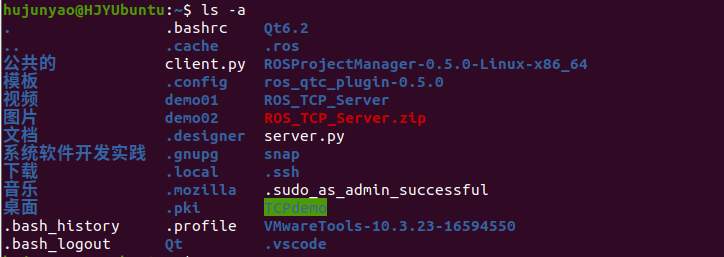 hujunyao@HJYUbuntu:~$ ls -a
. .bashrc Qt6.2
.. .cache .ros
公共的 client.py ROSProjectManager-0.5.0-Linux-x86_64
模板 .config ros_qtc_plugin-0.5.0
视频 demo01 ROS_TCP_Server
图片 demo02 ROS_TCP_Server.zip
文档 .designer server.py
系统软件开发实践 .gnupg snap
下载 .local .ssh
音乐 .mozilla .sudo_as_admin_successful
桌面 .pki TCPdemo
.bash_history .profile VMwareTools-10.3.23-16594550
.bash_logout Qt .vscode